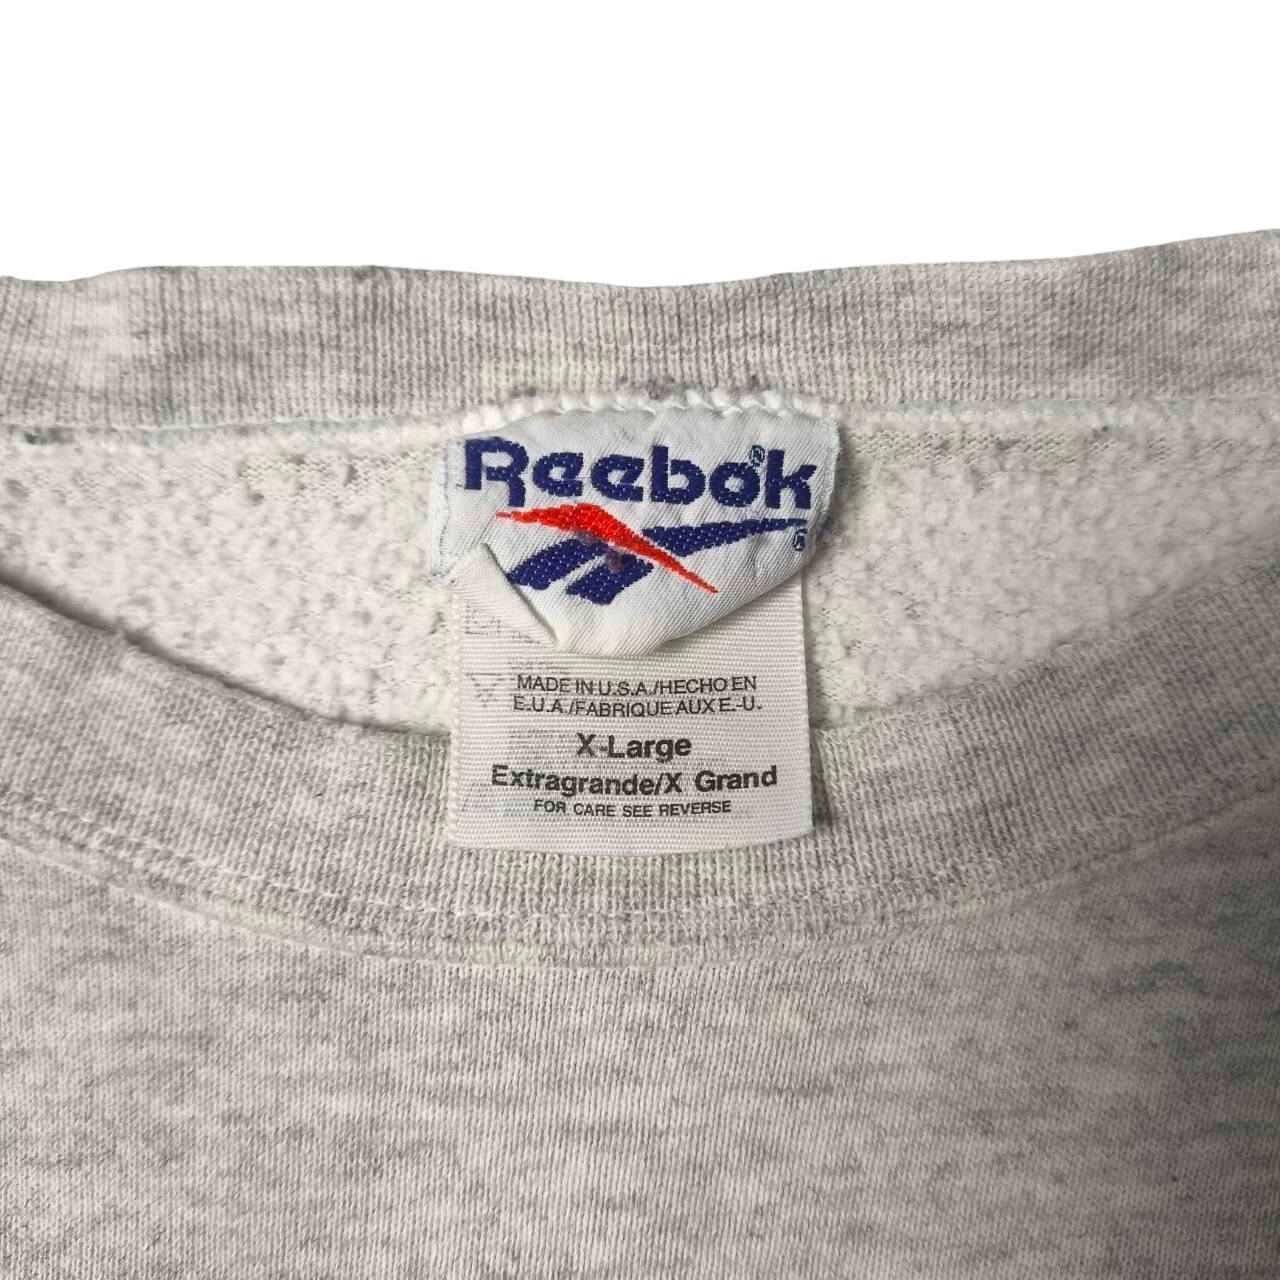 Reebok
MADE IN U.S.A./HECHO EN
E.U.A./FABRIQUE AUX E.-U.
X-Large
Extragrande/X Grand
FOR CARE SEE REVERSE